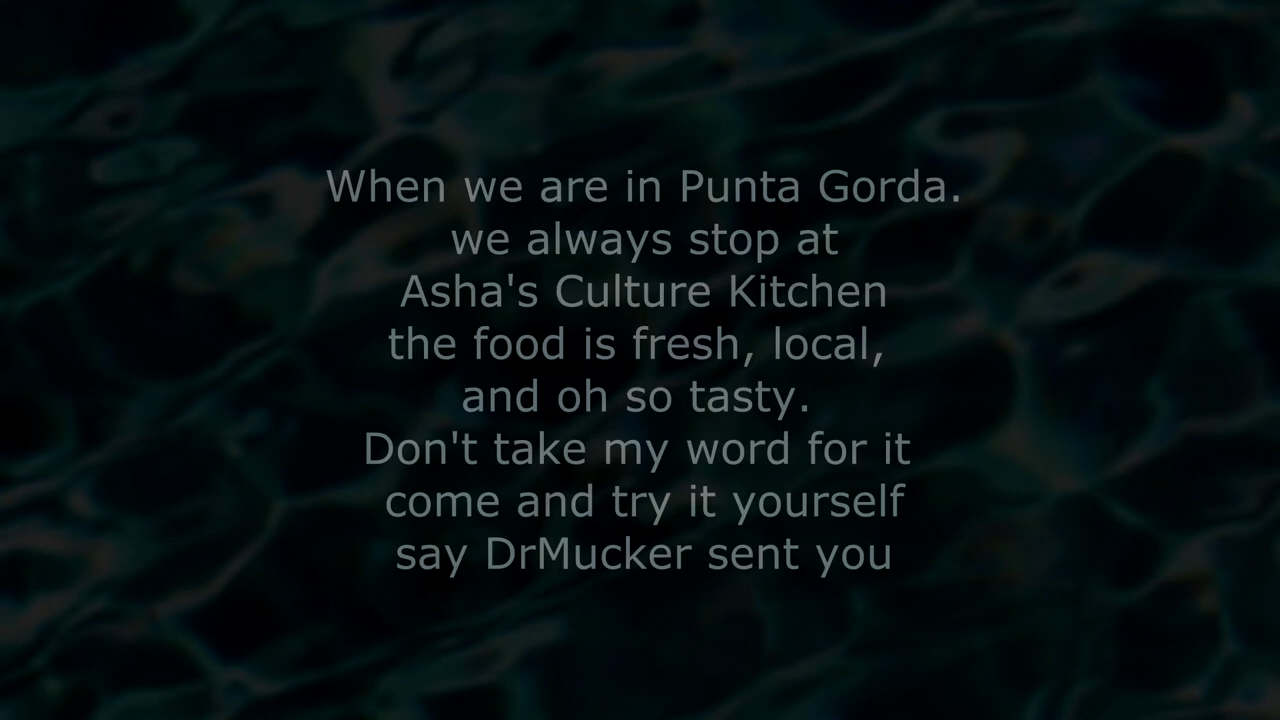 When we are in Punta Gorda.
we always stop at
Asha's Culture Kitchen
the food is fresh, local,
and oh so tasty.
Don't take my word for it
come and try it yourself
say DrMucker sent you